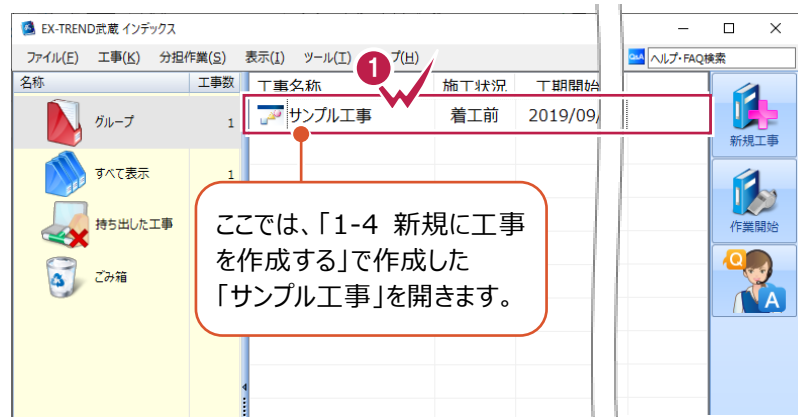 EX-TREND武蔵 インデックス
ファイル(F) 工事(K) 分担作業(S) 表示(I) ツール(T) プ(H)
ヘルプ・FAQ検索
名称 工事数 工事名称 施工状況 工期開始
1
グループ 1
サンプル工事 着工前 2019/09/
新規工事
すべて表示 1
持ち出した工事
作業開始
ごみ箱
ここでは、「1-4 新規に工事
を作成する」で作成した
「サンプル工事」を開きます。
Q&A
Q
A